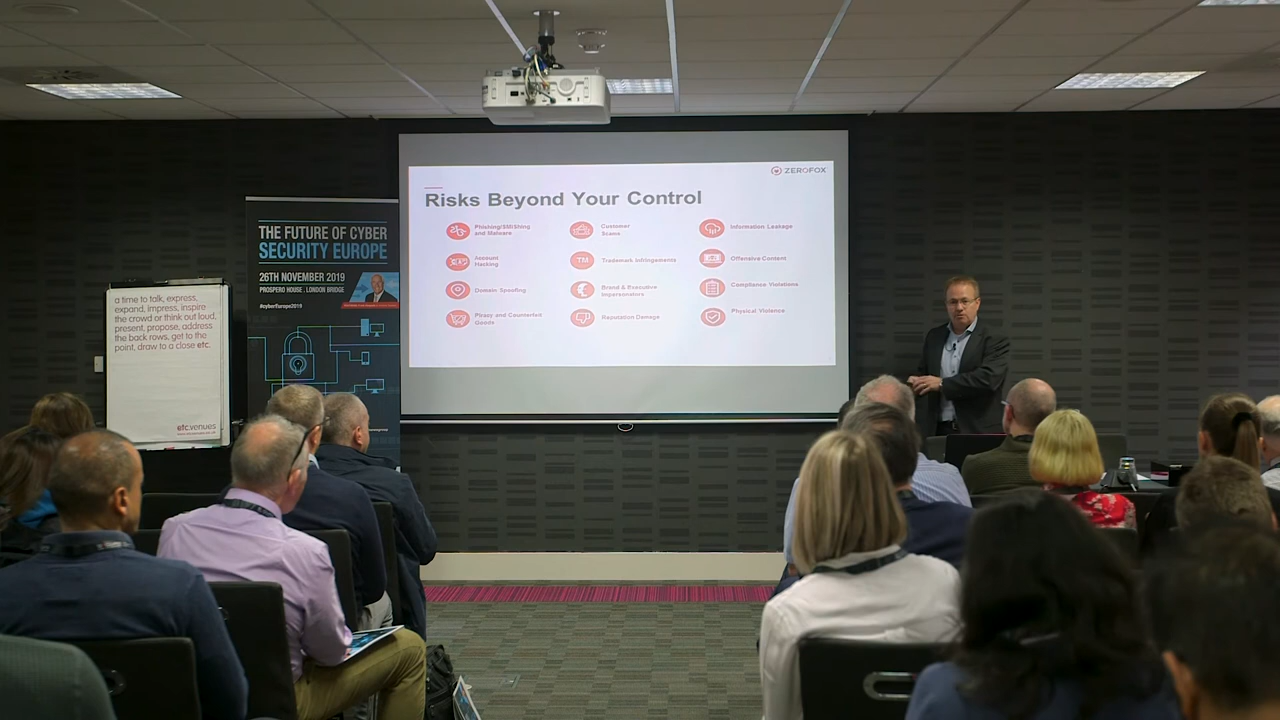 ZEROFOX
Risks Beyond Your Control
Phishing/SMiShing
and Malware
Customer
Scams
Information Leakage
Account
Hacking
TM
Trademark Infringements
Offensive Content
Domain Spoofing
Brand & Executive
Impersonators
Compliance Violations
Piracy and Counterfeit
Goods
Reputation Damage
Physical Violence
THE FUTURE OF CYBER
SECURITY EUROPE
26TH NOVEMBER 2019
PROSPERO HOUSE, LONDON BRIDGE
#cyberEurope2019
a time to talk, express,
expand, impress, inspire
the crowd or think out loud,
present, propose, address
the back rows, get to the
point, draw to a close etc.
etc.venues